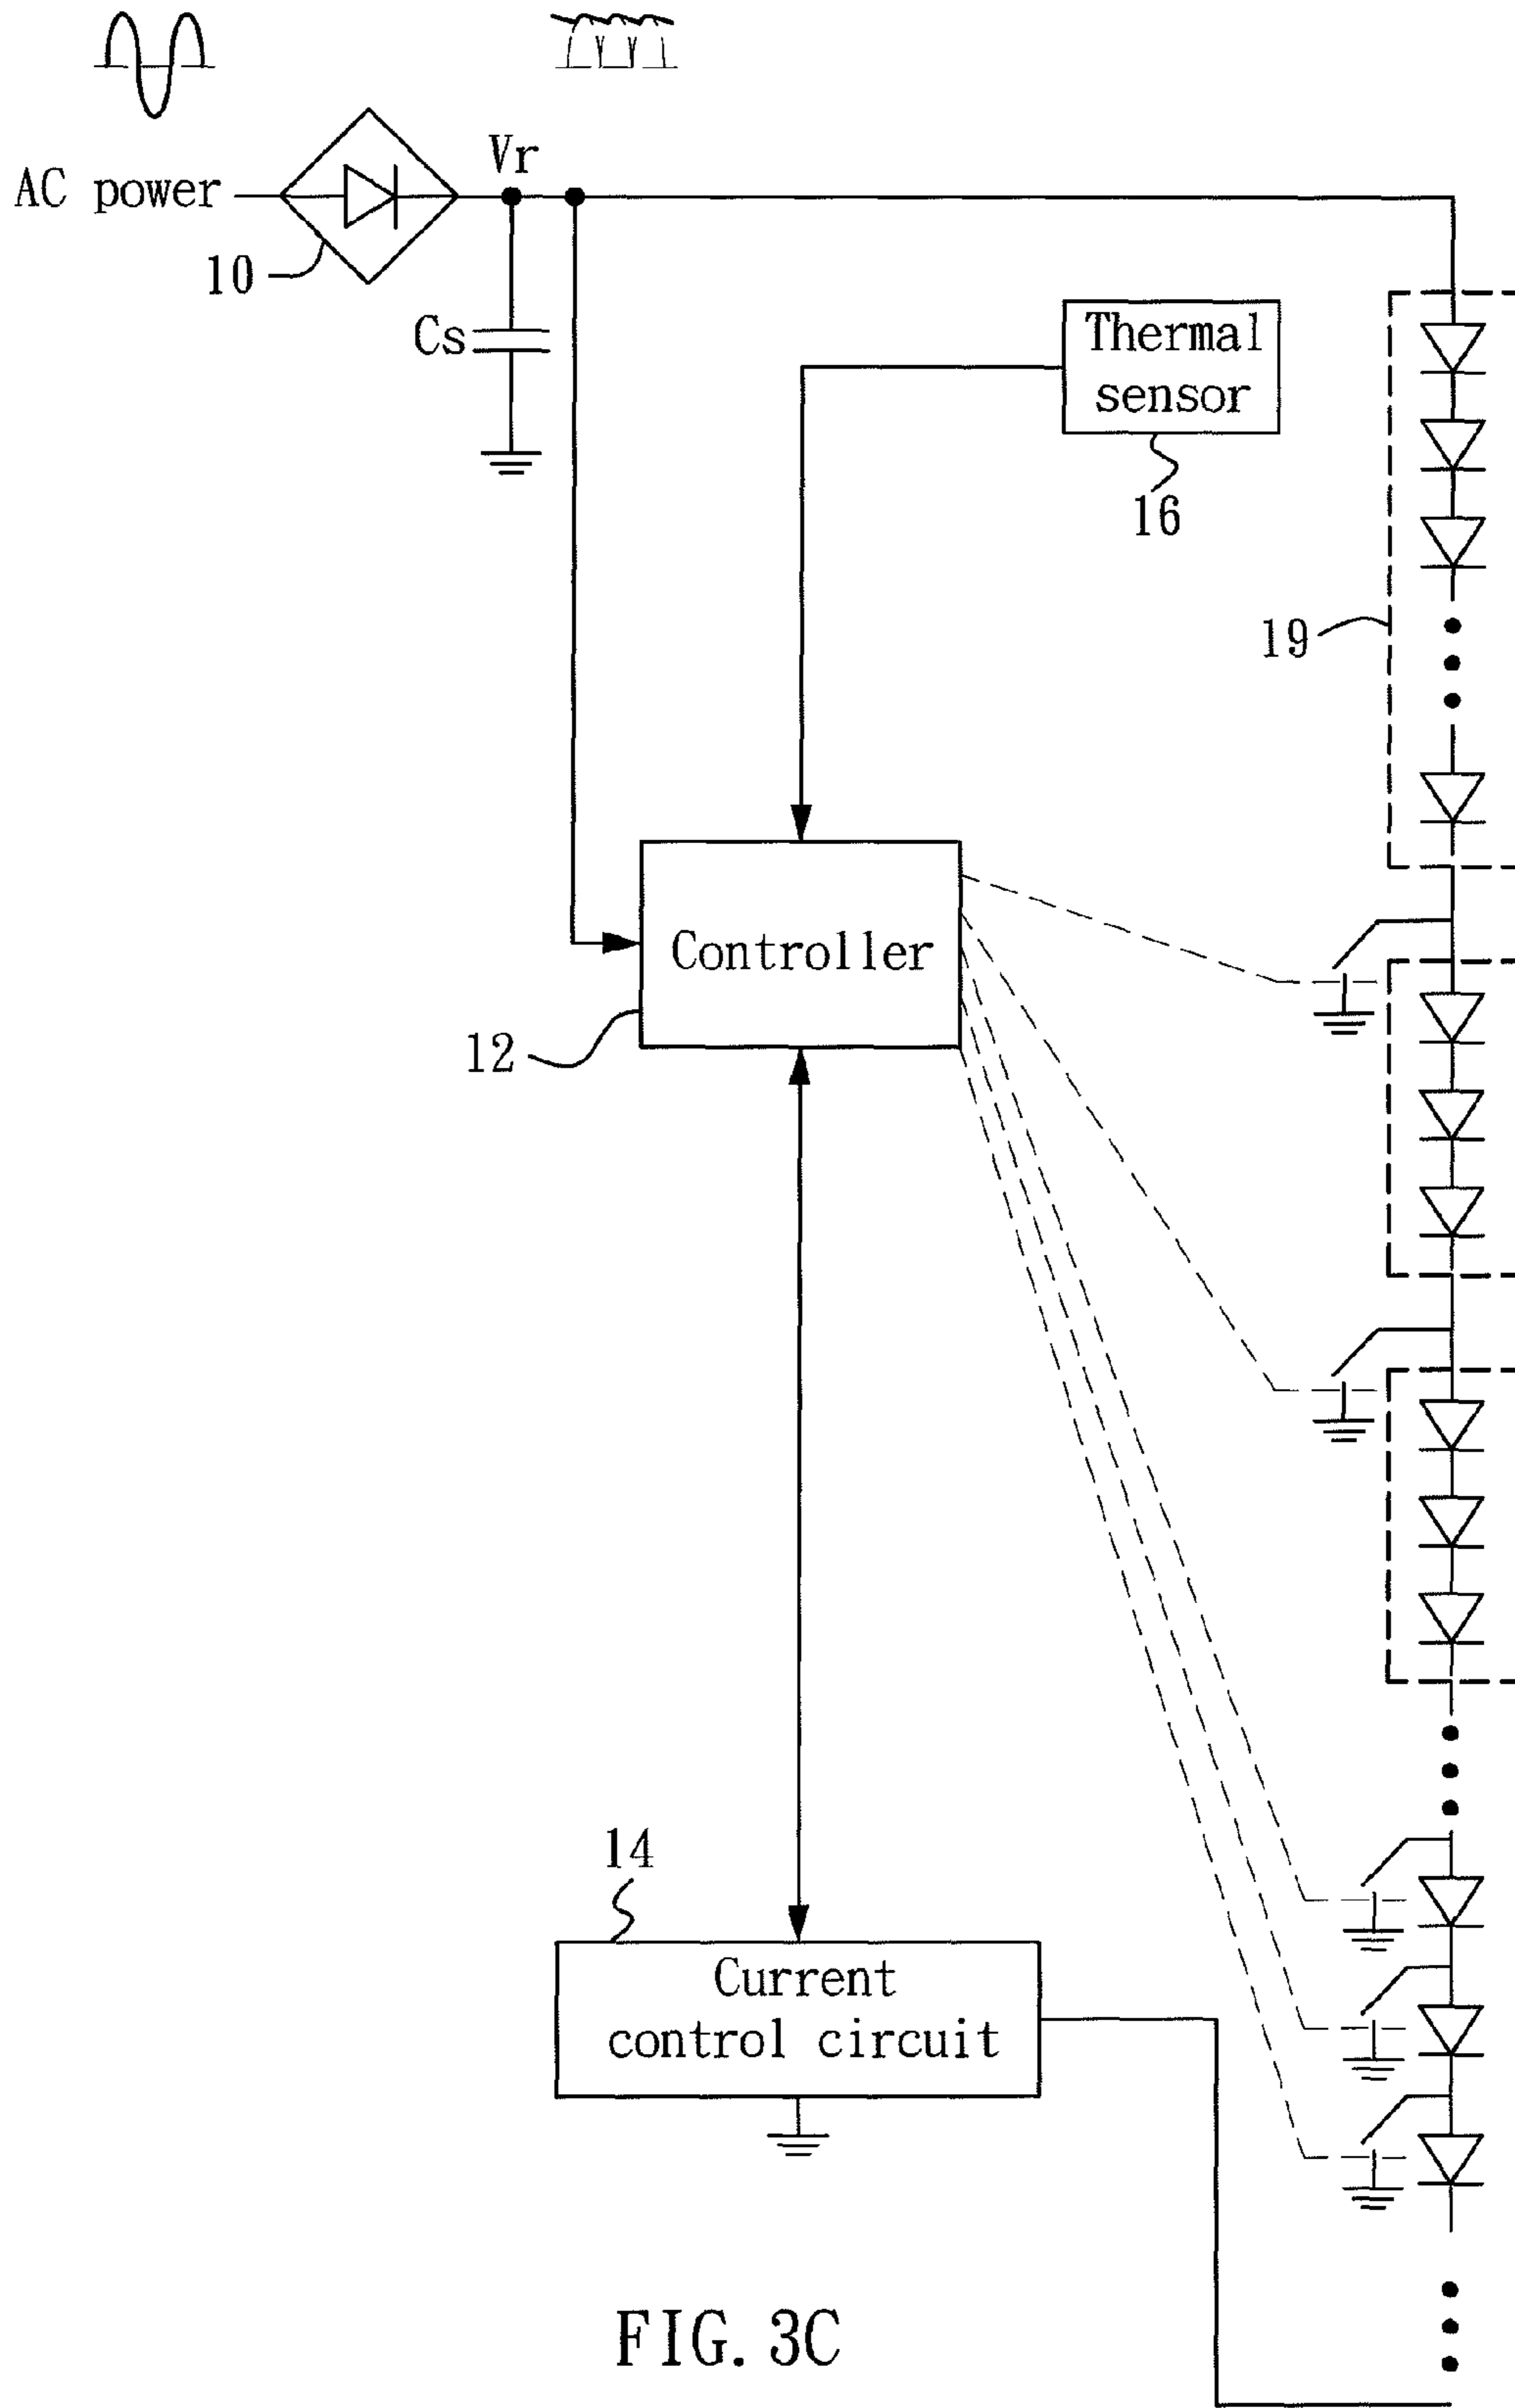 Vr
AC power
10
Cs
Thermal
sensor
16
19
Controller
12
14
Current
control circuit
FIG. 3C